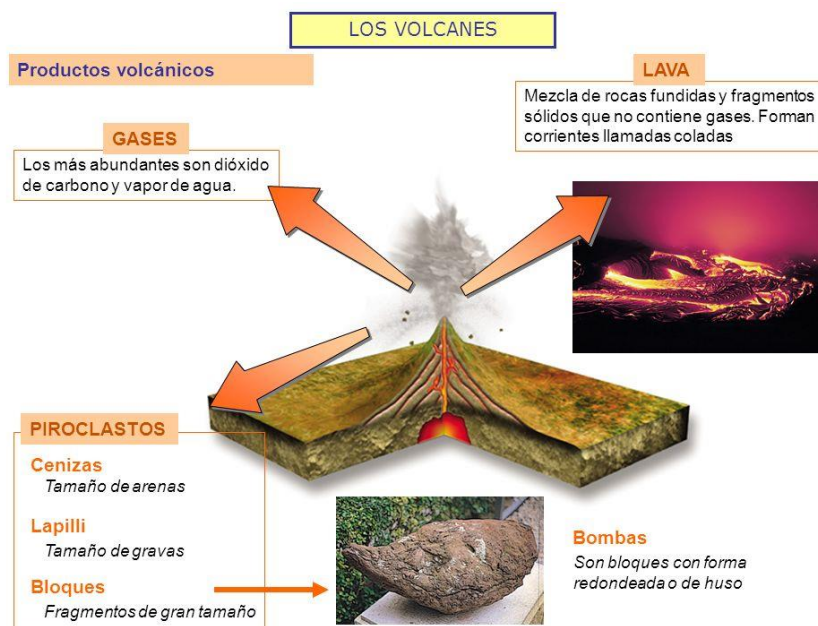 LOS VOLCANES
Productos volcánicos
LAVA
Mezcla de rocas fundidas y fragmentos
sólidos que no contiene gases. Forman
corrientes llamadas coladas
GASES
Los más abundantes son dióxido
de carbono y vapor de agua.
PIROCLASTOS
Cenizas
Tamaño de arenas
Lapilli
Tamaño de gravas
Bloques
Fragmentos de gran tamaño
Bombas
Son bloques con forma
redondeada o de huso